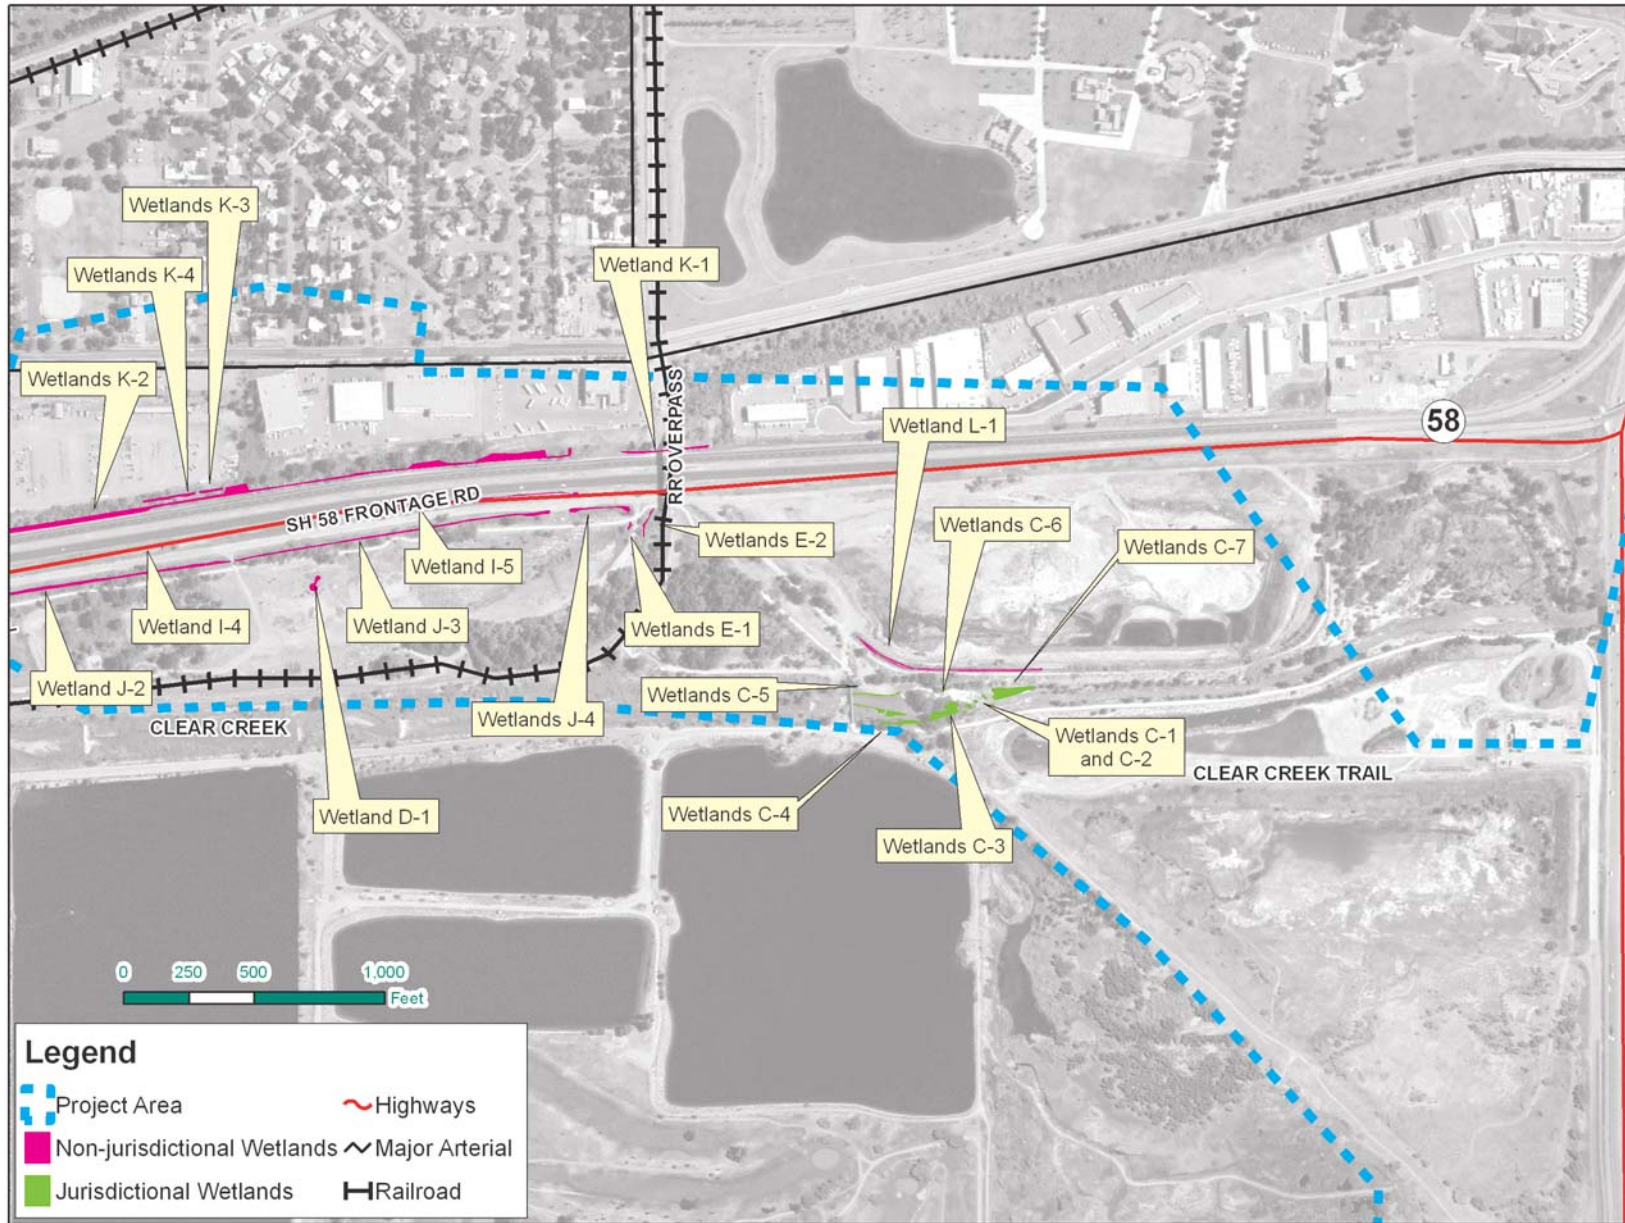 Wetlands K-3
Wetlands K-4
Wetland K-1
Wetlands K-2
RR OVERPASS
58
Wetland L-1
SH 58 FRONTAGE RD
Wetlands C-6
Wetlands E-2
Wetlands C-7
Wetland I-5
Wetland I-4
Wetland J-3
Wetlands E-1
Wetland J-2
Wetlands C-5
Wetlands J-4
CLEAR CREEK
Wetlands C-1
and C-2
CLEAR CREEK TRAIL
Wetland D-1
Wetlands C-4
Wetlands C-3
0 250 500 1,000
Feet
Legend
Project Area
Highways
Non-jurisdictional Wetlands
Major Arterial
Jurisdictional Wetlands
Railroad